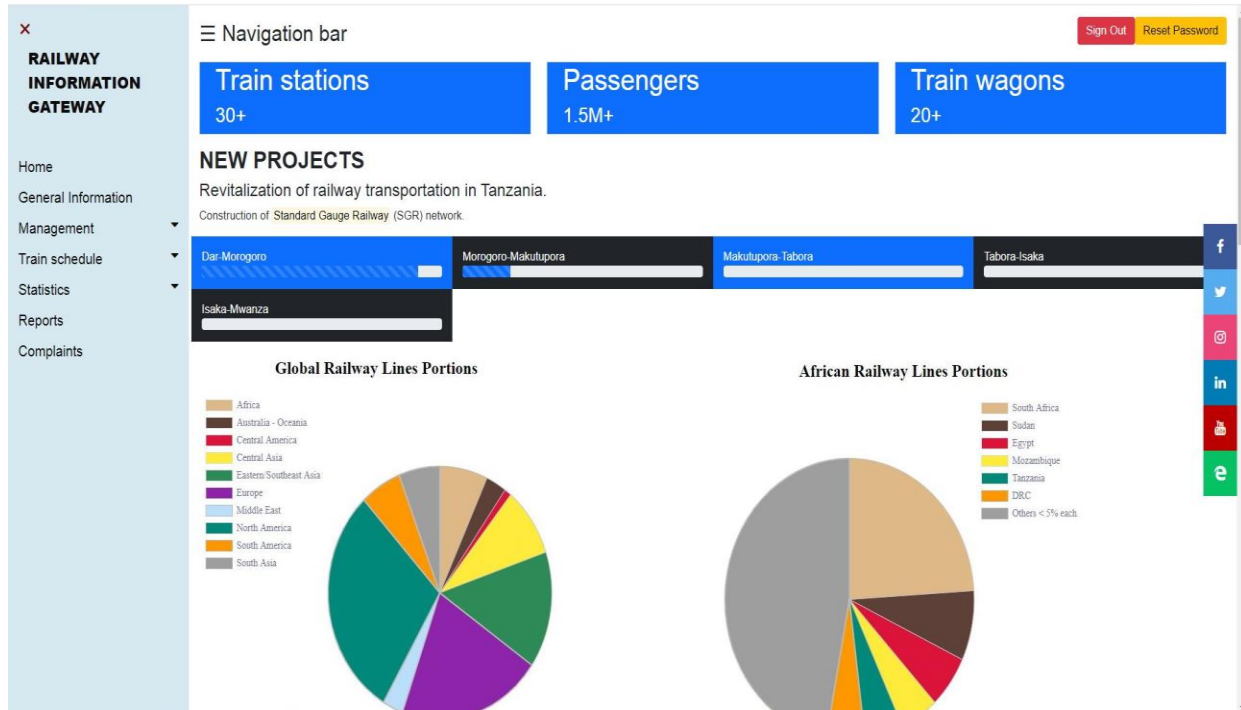 ×
RAILWAY
INFORMATION
GATEWAY
Home
General Information
Management
Train schedule
Statistics
Reports
Complaints
☰ Navigation bar
Sign Out
Reset Password
Train stations
30+
Passengers
1.5M+
Train wagons
20+
NEW PROJECTS
Revitalization of railway transportation in Tanzania.
Construction of Standard Gauge Railway (SGR) network.
Dar-Morogoro
Morogoro-Makutupora
Makutupora-Tabora
Tabora-Isaka
Isaka-Mwanza
Global Railway Lines Portions
Africa
Australia - Oceania
Central America
Central Asia
Eastern/Southeast Asia
Europe
Middle East
North America
South America
South Asia
African Railway Lines Portions
South Africa
Sudan
Egypt
Mozambique
Tanzania
DRC
Others < 5% each
f
in
You Tube
e